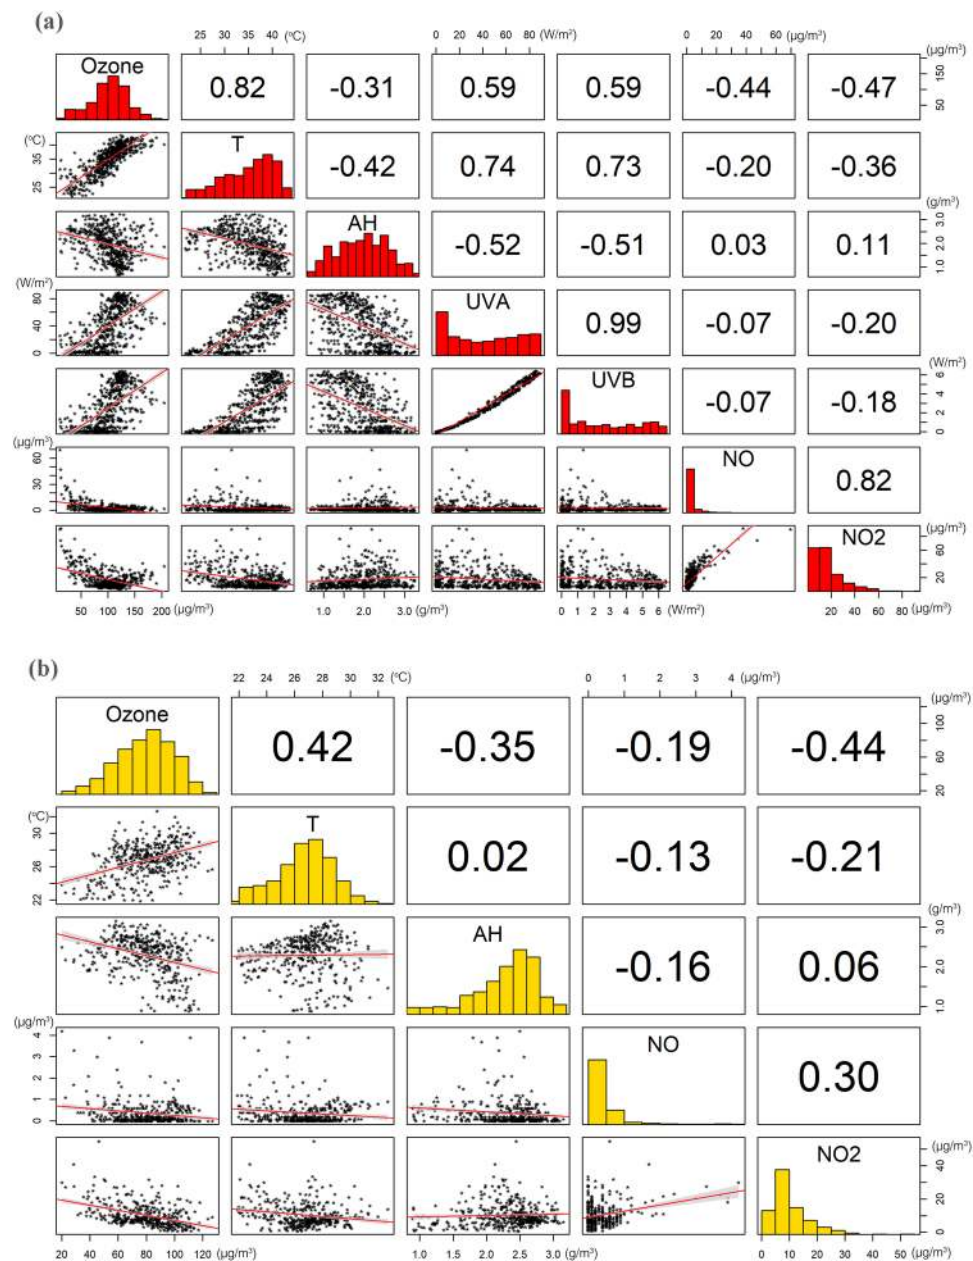 (a)
25 30 35 40 (°C)
0 20 40 60 80 (W/m²)
0 20 40 60 (µg/m³)
(µg/m³)
Ozone 0.82 -0.31 0.59 0.59 -0.44 -0.47 50 150
(°C)
25 35 T -0.42 0.74 0.73 -0.20 -0.36
(g/m³)
AH -0.52 -0.51 0.03 0.11 1.0 2.0 3.0
(W/m²)
0 40 80 UVA 0.99 -0.07 -0.20
(W/m²)
UVB -0.07 -0.18 0 2 4 6
(µg/m³)
0 10 30 60 NO 0.82
(µg/m³)
NO2 20 60
50 100 150 200 (µg/m³)
1.0 2.0 3.0 (g/m³)
0 1 2 3 4 5 6 (W/m²)
20 40 60 80 (µg/m³)
(b)
22 24 26 28 30 32 (°C)
0 1 2 3 4 (µg/m³)
(µg/m³)
Ozone 0.42 -0.35 -0.19 -0.44 20 60 100
(°C)
22 26 30 T 0.02 -0.13 -0.21
(g/m³)
AH -0.16 0.06 1.0 2.0 3.0
(µg/m³)
0 1 2 3 4 NO 0.30
(µg/m³)
NO2 0 10 20 40
20 40 60 80 100 120 (µg/m³)
1.0 1.5 2.0 2.5 3.0 (g/m³)
0 10 20 30 40 50 (µg/m³)